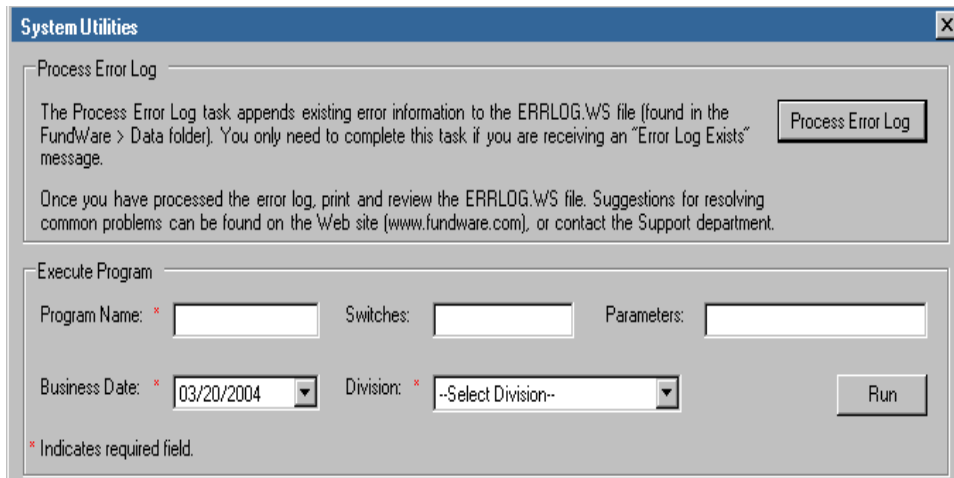 System Utilities
Process Error Log
The Process Error Log task appends existing error information to the ERRLOG.WS file (found in the
FundWare > Data folder). You only need to complete this task if you are receiving an "Error Log Exists"
message.
Process Error Log
Once you have processed the error log, print and review the ERRLOG.WS file. Suggestions for resolving
common problems can be found on the Web site (www.fundware.com), or contact the Support department.
Execute Program
Program Name: * Switches: Parameters:
Business Date: * 03/20/2004 Division: * --Select Division-- Run
* Indicates required field.